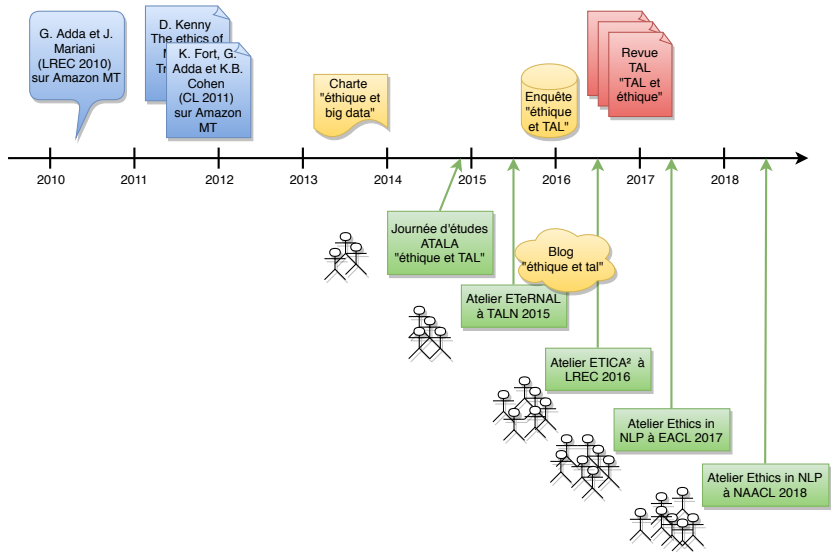 G. Adda et J.
Mariani
(LREC 2010)
sur Amazon MT
D. Kenny
The ethics of
K. Fort, G.
Adda et K.B.
Cohen
(CL 2011)
sur Amazon
MT
Charte
"éthique et
big data"
Enquête
"éthique
et TAL"
Revue
TAL
"TAL et
éthique"
2010
2011
2012
2013
2014
2015
2016
2017
2018
Journée d'études
ATALA
"éthique et TAL"
Blog
"éthique et tal"
Atelier ETeRNAL
à TALN 2015
Atelier ETICA² à
LREC 2016
Atelier Ethics in
NLP à EACL 2017
Atelier Ethics in NLP
à NAACL 2018